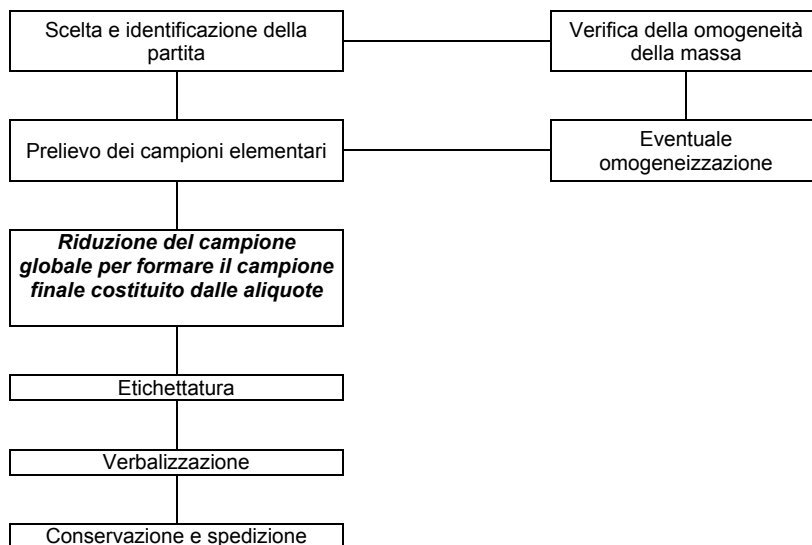 Scelta e identificazione della
partita
Verifica della omogeneità
della massa
Prelievo dei campioni elementari
Eventuale
omogeneizzazione
Riduzione del campione
globale per formare il campione
finale costituito dalle aliquote
Etichettatura
Verbalizzazione
Conservazione e spedizione